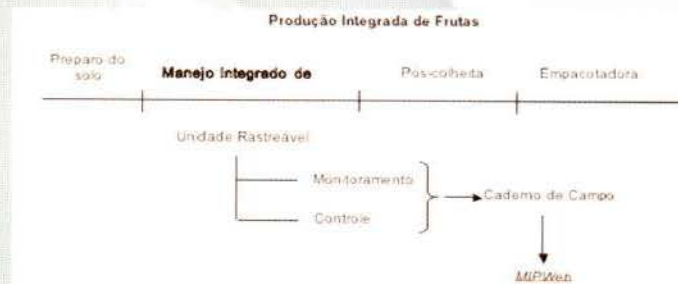 Produção Integrada de Frutas
Preparo do solo
Manejo Integrado de
Pós-colheita
Empacotadora
Unidade Rastreável
Monitoramento
Controle
Caderno de Campo
MIPWeb